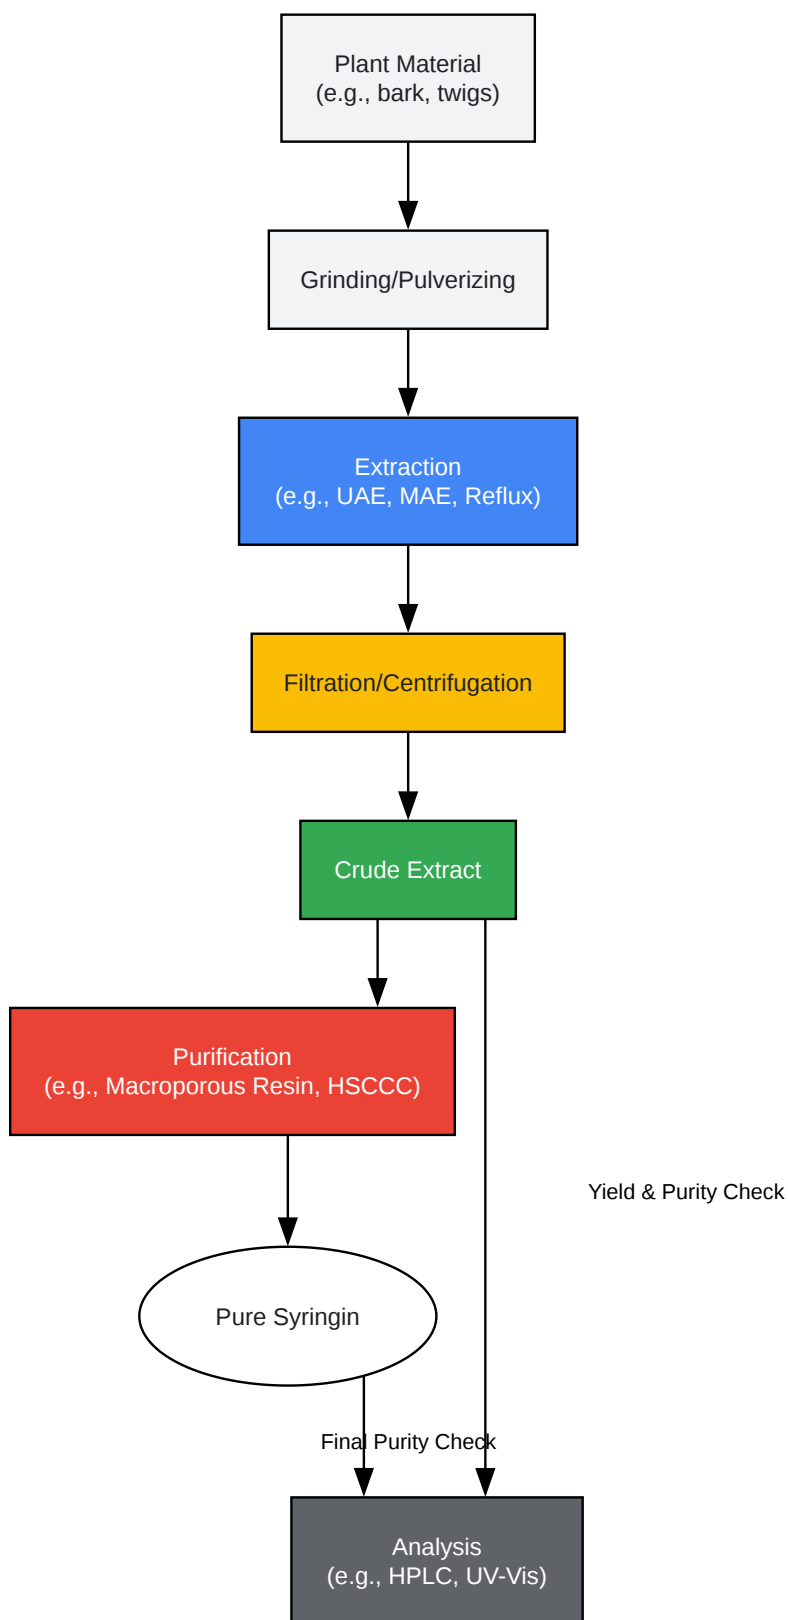 Plant Material
(e.g., bark, twigs)
Grinding/Pulverizing
Extraction
(e.g., UAE, MAE, Reflux)
Filtration/Centrifugation
Crude Extract
Purification
(e.g., Macroporous Resin, HSCCC)
Yield & Purity Check
Pure Syringin
Final Purity Check
Analysis
(e.g., HPLC, UV-Vis)